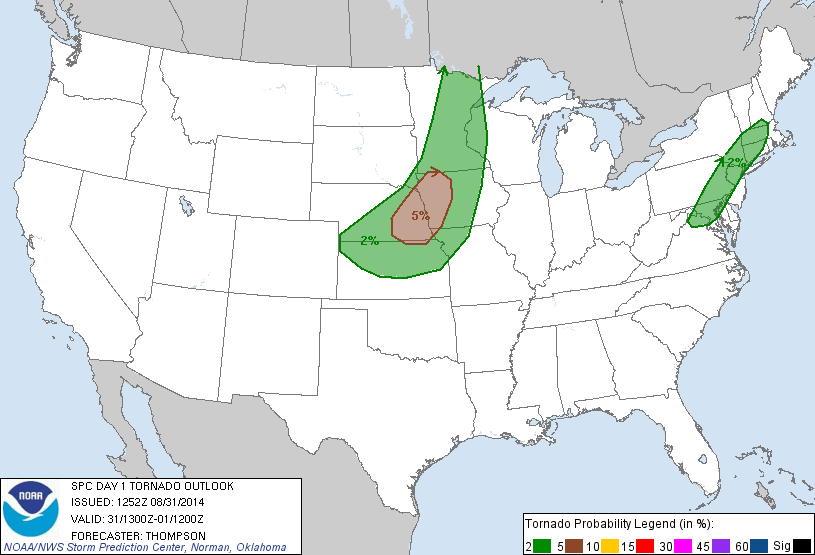 2%
5%
2%
NOAA
SPC DAY 1 TORNADO OUTLOOK
ISSUED: 1252Z 08/31/2014
VALID: 31/1300Z-01/1200Z
FORECASTER: THOMPSON
NOAA/NWS Storm Prediction Center, Norman, Oklahoma
Tornado Probability Legend (in %):
2 5 10 15 30 45 60 Sig